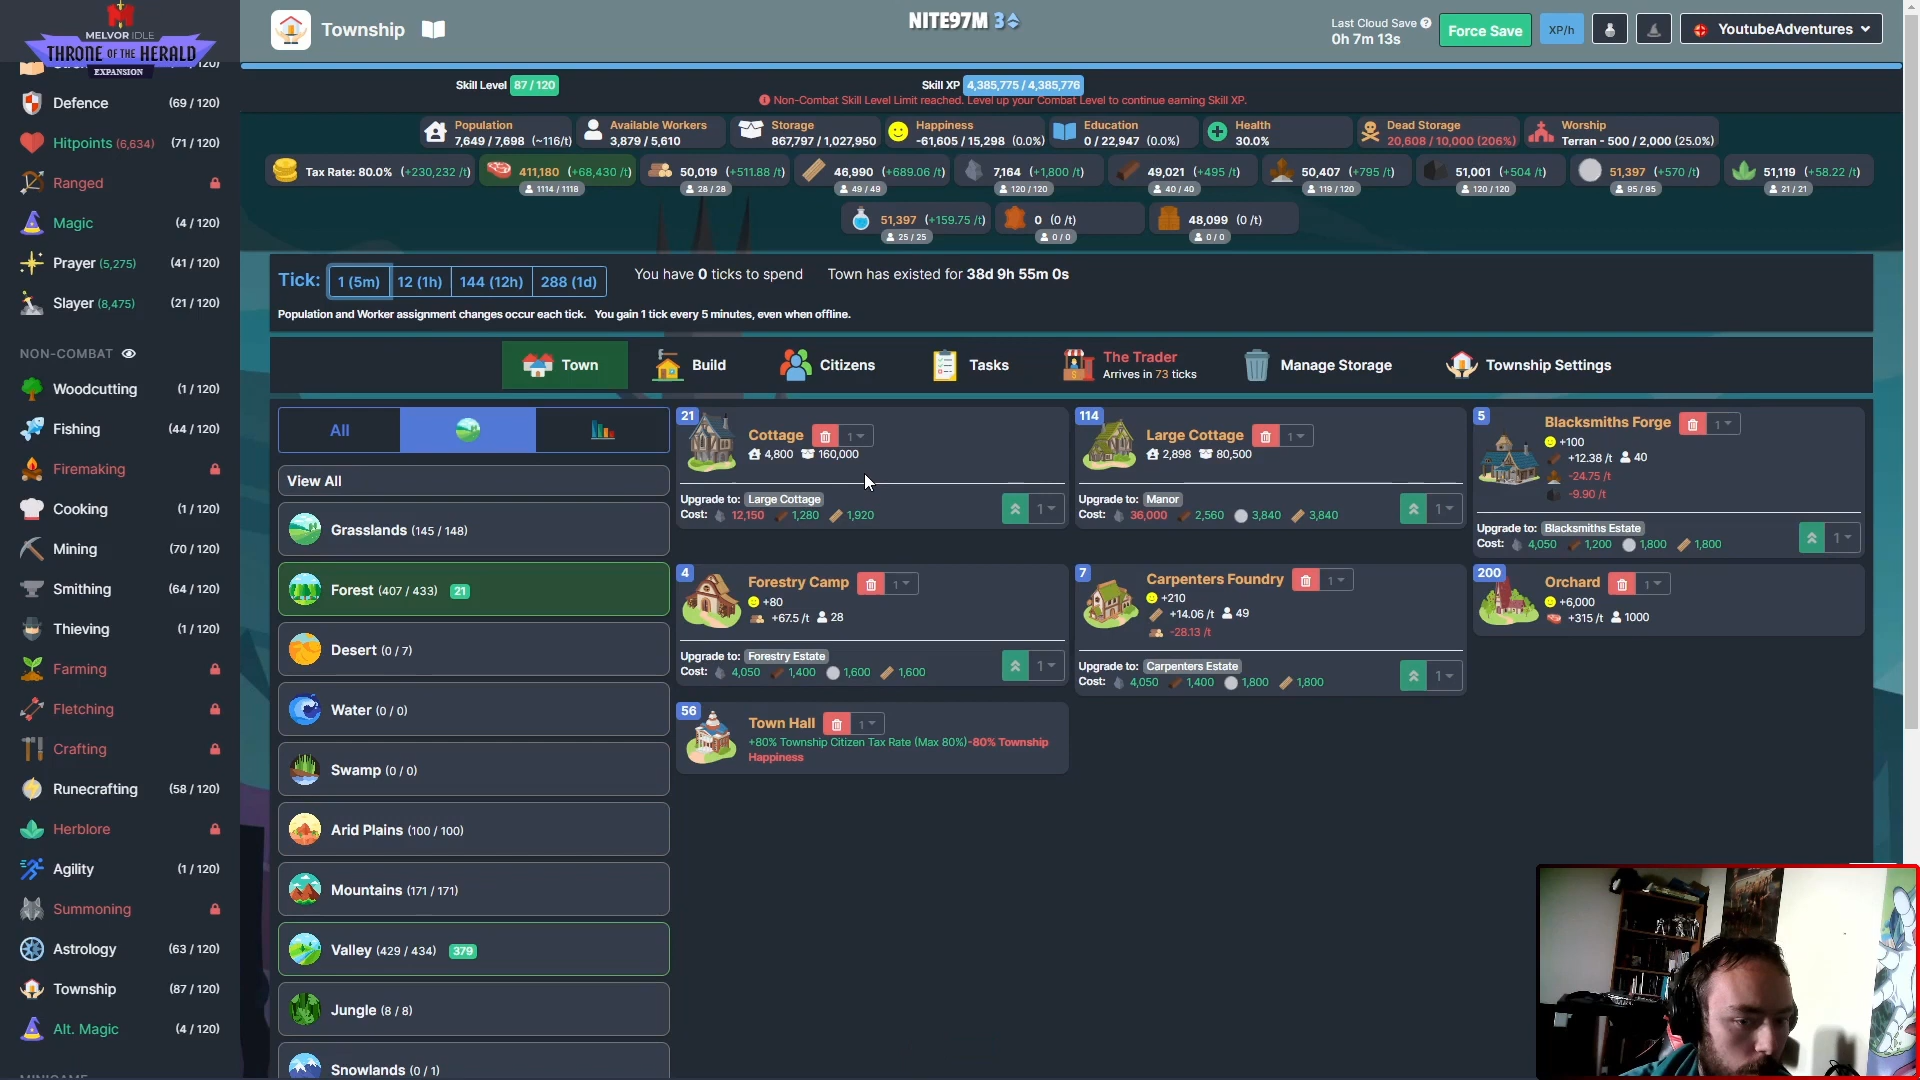 MELVOR IDLE
THRONE OF THE HERALD
EXPANSION
Defence (69 / 120)
Hitpoints (6,634) (71 / 120)
Ranged
Magic (4 / 120)
Prayer (5,275) (41 / 120)
Slayer (8,475) (21 / 120)
NON-COMBAT
Woodcutting (1 / 120)
Fishing (44 / 120)
Firemaking
Cooking (1 / 120)
Mining (70 / 120)
Smithing (64 / 120)
Thieving (1 / 120)
Farming
Fletching
Crafting
Runecrafting (58 / 120)
Herblore
Agility (1 / 120)
Summoning
Astrology (63 / 120)
Township (87 / 120)
Alt. Magic (4 / 120)
Township
NITE97M 3
Last Cloud Save
0h 7m 13s
Force Save
XP/h
YoutubeAdventures
Skill Level 87 / 120
Skill XP 4,385,775 / 4,385,776
Non-Combat Skill Level Limit reached. Level up your Combat Level to continue earning Skill XP.
Population
7,649 / 7,698 (~116/t)
Available Workers
3,879 / 5,610
Storage
867,797 / 1,027,950
Happiness
-61,605 / 15,298 (0.0%)
Education
0 / 22,947 (0.0%)
Health
30.0%
Dead Storage
20,608 / 10,000 (206%)
Worship
Terran - 500 / 2,000 (25.0%)
Tax Rate: 80.0% (+230,232 /t)
411,180 (+68,430 /t)
1114 / 1118
50,019 (+511.88 /t)
28 / 28
46,990 (+689.06 /t)
49 / 49
7,164 (+1,800 /t)
120 / 120
49,021 (+495 /t)
40 / 40
50,407 (+795 /t)
119 / 120
51,001 (+504 /t)
120 / 120
51,397 (+570 /t)
95 / 95
51,119 (+58.22 /t)
21 / 21
51,397 (+159.75 /t)
25 / 25
0 (0 /t)
0 / 0
48,099 (0 /t)
0 / 0
Tick: 1 (5m) 12 (1h) 144 (12h) 288 (1d)
You have 0 ticks to spend Town has existed for 38d 9h 55m 0s
Population and Worker assignment changes occur each tick. You gain 1 tick every 5 minutes, even when offline.
Town
Build
Citizens
Tasks
The Trader
Arrives in 73 ticks
Manage Storage
Township Settings
All
View All
Grasslands (145 / 148)
Forest (407 / 433) 21
Desert (0 / 7)
Water (0 / 0)
Swamp (0 / 0)
Arid Plains (100 / 100)
Mountains (171 / 171)
Valley (429 / 434) 379
Jungle (8 / 8)
Snowlands (0 / 1)
21
Cottage 1
4,800 160,000
Upgrade to: Large Cottage
Cost: 12,150 1,280 1,920
1
114
Large Cottage 1
2,898 80,500
Upgrade to: Manor
Cost: 36,000 2,560 3,840 3,840
1
5
Blacksmiths Forge 1
+100
+12.38 /t 40
-24.75 /t
-9.90 /t
Upgrade to: Blacksmiths Estate
Cost: 4,050 1,200 1,800 1,800
1
4
Forestry Camp 1
+80
+67.5 /t 28
Upgrade to: Forestry Estate
Cost: 4,050 1,400 1,600 1,600
1
7
Carpenters Foundry 1
+210
+14.06 /t 49
-28.13 /t
Upgrade to: Carpenters Estate
Cost: 4,050 1,400 1,800 1,800
1
200
Orchard 1
+6,000
+315 /t 1000
56
Town Hall 1
+80% Township Citizen Tax Rate (Max 80%)-80% Township
Happiness